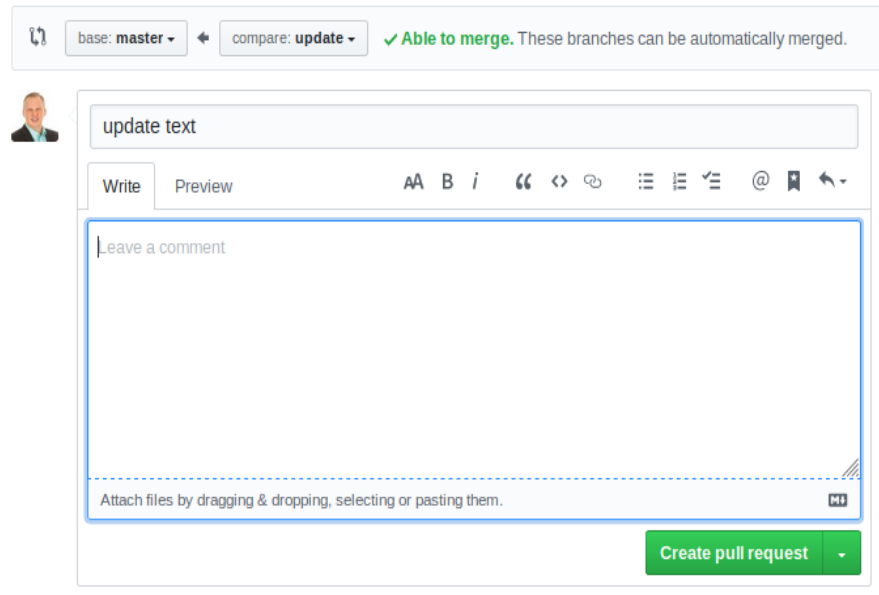 base: master compare: update Able to merge. These branches can be automatically merged.
update text
Write Preview AA B i
Leave a comment
Attach files by dragging & dropping, selecting or pasting them.
Create pull request